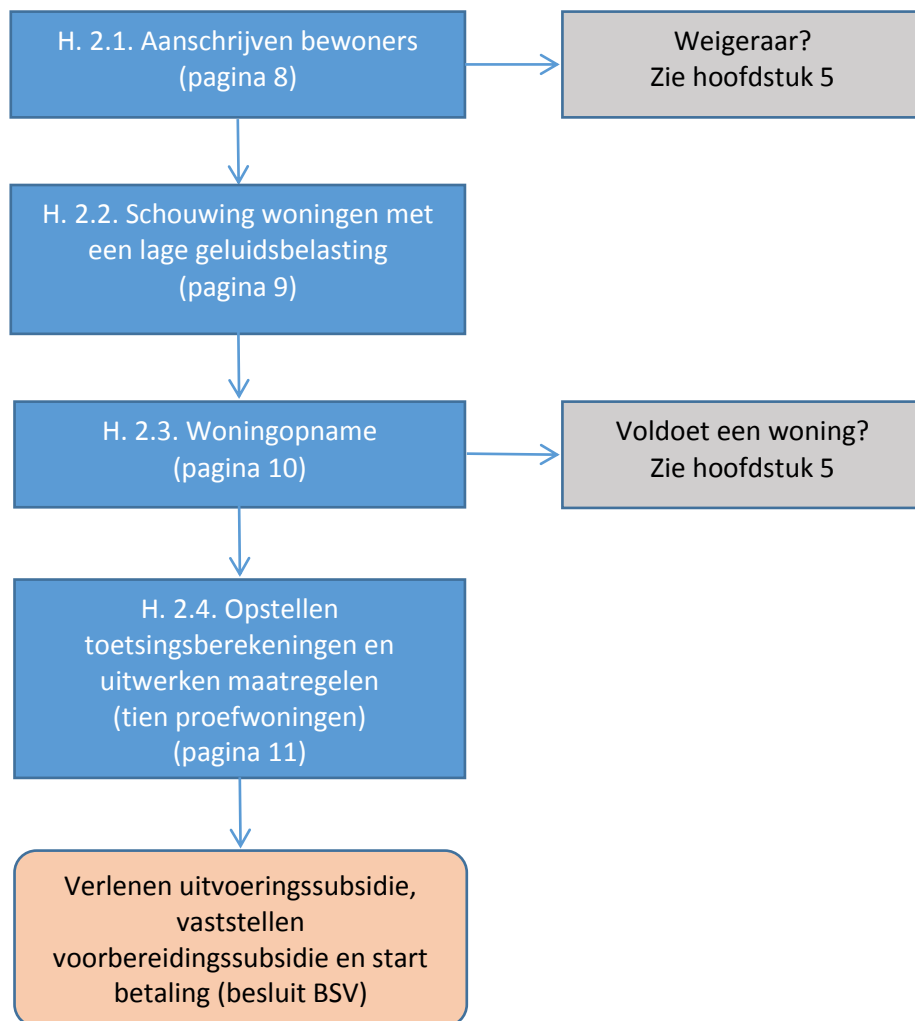 H. 2.1. Aanschrijven bewoners
(pagina 8)
Weigeraar?
Zie hoofdstuk 5
H. 2.2. Schouwing woningen met
een lage geluidsbelasting
(pagina 9)
H. 2.3. Woningopname
(pagina 10)
Voldoet een woning?
Zie hoofdstuk 5
H. 2.4. Opstellen
toetsingsberekeningen en
uitwerken maatregelen
(tien proefwoningen)
(pagina 11)
Verlenen uitvoeringssubsidie,
vaststellen
voorbereidingssubsidie en start
betaling (besluit BSV)